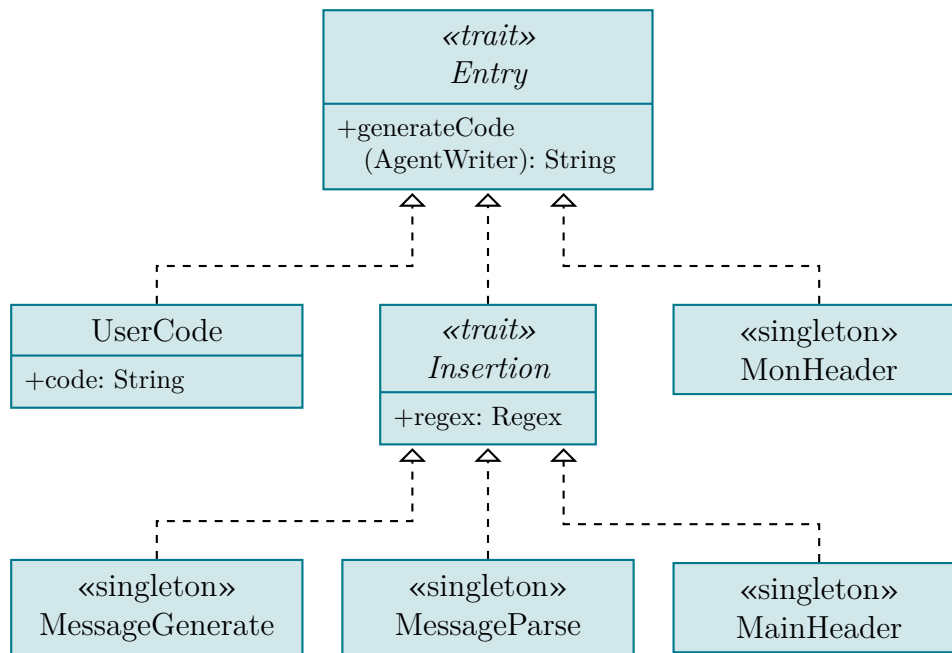 «trait»
Entry
+generateCode
(AgentWriter): String
UserCode
+code: String
«trait»
Insertion
+regex: Regex
«singleton»
MonHeader
«singleton»
MessageGenerate
«singleton»
MessageParse
«singleton»
MainHeader